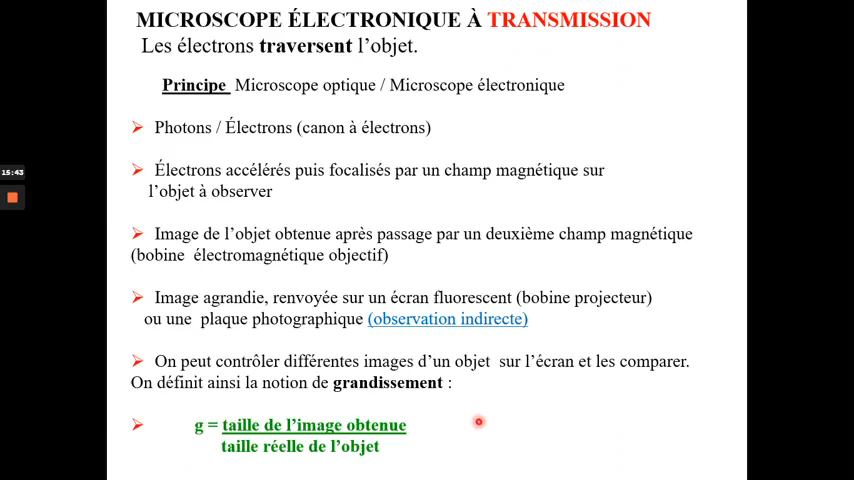 MICROSCOPE ÉLECTRONIQUE À TRANSMISSION
Les électrons traversent l'objet.
Principe Microscope optique / Microscope électronique
➢ Photons / Électrons (canon à électrons)
15:43
➢ Électrons accélérés puis focalisés par un champ magnétique sur
l'objet à observer
➢ Image de l'objet obtenue après passage par un deuxième champ magnétique
(bobine électromagnétique objectif)
➢ Image agrandie, renvoyée sur un écran fluorescent (bobine projecteur)
ou une plaque photographique (observation indirecte)
➢ On peut contrôler différentes images d'un objet sur l'écran et les comparer.
On définit ainsi la notion de grandissement :
➢ g = taille de l'image obtenue
taille réelle de l'objet